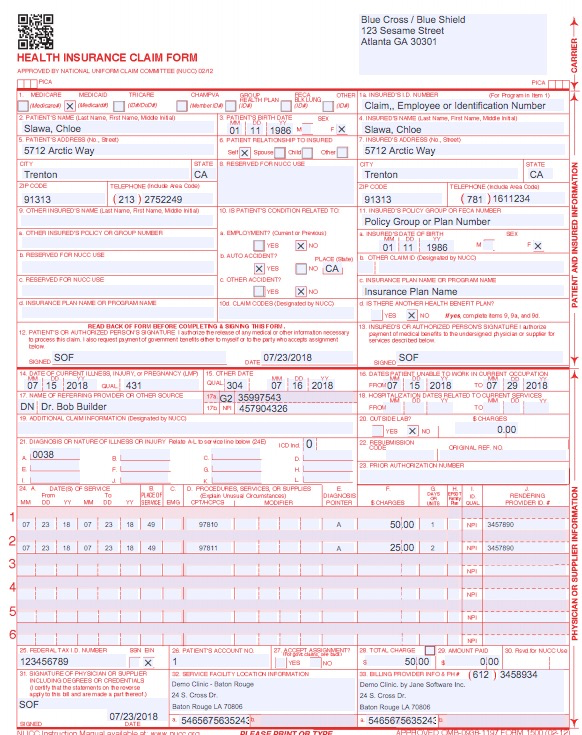 Blue Cross / Blue Shield
123 Sesame Street
Atlanta GA 30301
HEALTH INSURANCE CLAIM FORM
APPROVED BY NATIONAL UNIFORM CLAIM COMMITTEE (NUCC) 02/12
PICA PICA
CARRIER
1. MEDICARE MEDICAID TRICARE CHAMPVA GROUP HEALTH PLAN FECA BLK LUNG OTHER 1a. INSURED'S I.D. NUMBER (For Program in Item 1)
(Medicare#) X (Medicaid#) (ID#/DoD#) (Member ID#) (ID#) (ID#) (ID#) Claim,, Employee or Identification Number
2. PATIENT'S NAME (Last Name, First Name, Middle Initial) 3. PATIENT'S BIRTH DATE SEX 4. INSURED'S NAME (Last Name, First Name, Middle Initial)
MM DD YY
Slawa, Chloe 01 11 1986 M F X Slawa, Chloe
5. PATIENT'S ADDRESS (No., Street) 6. PATIENT RELATIONSHIP TO INSURED 7. INSURED'S ADDRESS (No., Street)
5712 Arctic Way Self X Spouse Child Other 5712 Arctic Way
CITY STATE 8. RESERVED FOR NUCC USE CITY STATE
Trenton CA Trenton CA
ZIP CODE TELEPHONE (Include Area Code) ZIP CODE TELEPHONE (Include Area Code)
91313 (213) 2752249 91313 (781) 1611234
9. OTHER INSURED'S NAME (Last Name, First Name, Middle Initial) 10. IS PATIENT'S CONDITION RELATED TO: 11. INSURED'S POLICY GROUP OR FECA NUMBER
Policy Group or Plan Number
a. OTHER INSURED'S POLICY OR GROUP NUMBER a. EMPLOYMENT? (Current or Previous) a. INSURED'S DATE OF BIRTH SEX
MM DD YY
YES X NO 01 11 1986 M F X
b. RESERVED FOR NUCC USE b. AUTO ACCIDENT? PLACE (State) b. OTHER CLAIM ID (Designated by NUCC)
X YES NO CA
c. RESERVED FOR NUCC USE c. OTHER ACCIDENT? c. INSURANCE PLAN NAME OR PROGRAM NAME
YES X NO Insurance Plan Name
d. INSURANCE PLAN NAME OR PROGRAM NAME 10d. CLAIM CODES (Designated by NUCC) d. IS THERE ANOTHER HEALTH BENEFIT PLAN?
YES X NO If yes, complete items 9, 9a, and 9d.
PATIENT AND INSURED INFORMATION
READ BACK OF FORM BEFORE COMPLETING & SIGNING THIS FORM.
12. PATIENT'S OR AUTHORIZED PERSON'S SIGNATURE I authorize the release of any medical or other information necessary to process this claim. I also request payment of government benefits either to myself or to the party who accepts assignment below.
13. INSURED'S OR AUTHORIZED PERSON'S SIGNATURE I authorize payment of medical benefits to the undersigned physician or supplier for services described below.
SIGNED SOF DATE 07/23/2018 SIGNED SOF
14. DATE OF CURRENT ILLNESS, INJURY, or PREGNANCY (LMP) 15. OTHER DATE 16. DATES PATIENT UNABLE TO WORK IN CURRENT OCCUPATION
MM DD YY MM DD YY MM DD YY MM DD YY
07 15 2018 QUAL. 431 QUAL. 304 07 16 2018 FROM 07 15 2018 TO 07 29 2018
17. NAME OF REFERRING PROVIDER OR OTHER SOURCE 17a. G2 35997543 18. HOSPITALIZATION DATES RELATED TO CURRENT SERVICES
MM DD YY MM DD YY
DN Dr. Bob Builder 17b. NPI 457904326 FROM TO
19. ADDITIONAL CLAIM INFORMATION (Designated by NUCC) 20. OUTSIDE LAB? $ CHARGES
YES X NO 0.00
21. DIAGNOSIS OR NATURE OF ILLNESS OR INJURY Relate A-L to service line below (24E) ICD Ind. 0 22. RESUBMISSION CODE ORIGINAL REF. NO.
A. 0038 B. C. D.
E. F. G. H. 23. PRIOR AUTHORIZATION NUMBER
I. J. K. L.
24. A. DATE(S) OF SERVICE B. C. D. PROCEDURES, SERVICES, OR SUPPLIES E. F. G. H. I. J.
From To PLACE OF (Explain Unusual Circumstances) DIAGNOSIS DAYS OR UNITS EPSDT Family Plan ID. RENDERING
MM DD YY MM DD YY SERVICE EMG CPT/HCPCS MODIFIER POINTER $ CHARGES QUAL. PROVIDER ID. #
1 07 23 18 07 23 18 49 97810 A 50.00 1 NPI 3457890
2 07 23 18 07 23 18 49 97811 A 25.00 2 NPI 3457890
3 NPI
4 NPI
5 NPI
6 NPI
PHYSICIAN OR SUPPLIER INFORMATION
25. FEDERAL TAX I.D. NUMBER SSN EIN 26. PATIENT'S ACCOUNT NO. 27. ACCEPT ASSIGNMENT? 28. TOTAL CHARGE 29. AMOUNT PAID 30. Rsvd for NUCC Use
(For govt. claims, see back)
123456789 X 1 YES NO $ 50.00 $ 0.00
31. SIGNATURE OF PHYSICIAN OR SUPPLIER INCLUDING DEGREES OR CREDENTIALS (I certify that the statements on the reverse apply to this bill and are made a part thereof.)
SOF
SIGNED 07/23/2018 DATE
32. SERVICE FACILITY LOCATION INFORMATION
Demo Clinic - Baton Rouge
24 S. Cross Dr.
Baton Rouge LA 70806
a. 5465675635243 b.
33. BILLING PROVIDER INFO & PH # (612) 3458934
Demo Clinic, by Jane Software Inc.
24 S. Cross Dr.
Baton Rouge LA 70806
a. 5465675635243 b.
NUCC Instruction Manual available at: www.nucc.org PLEASE PRINT OR TYPE APPROVED OMB-0938-1197 FORM 1500 (02-12)